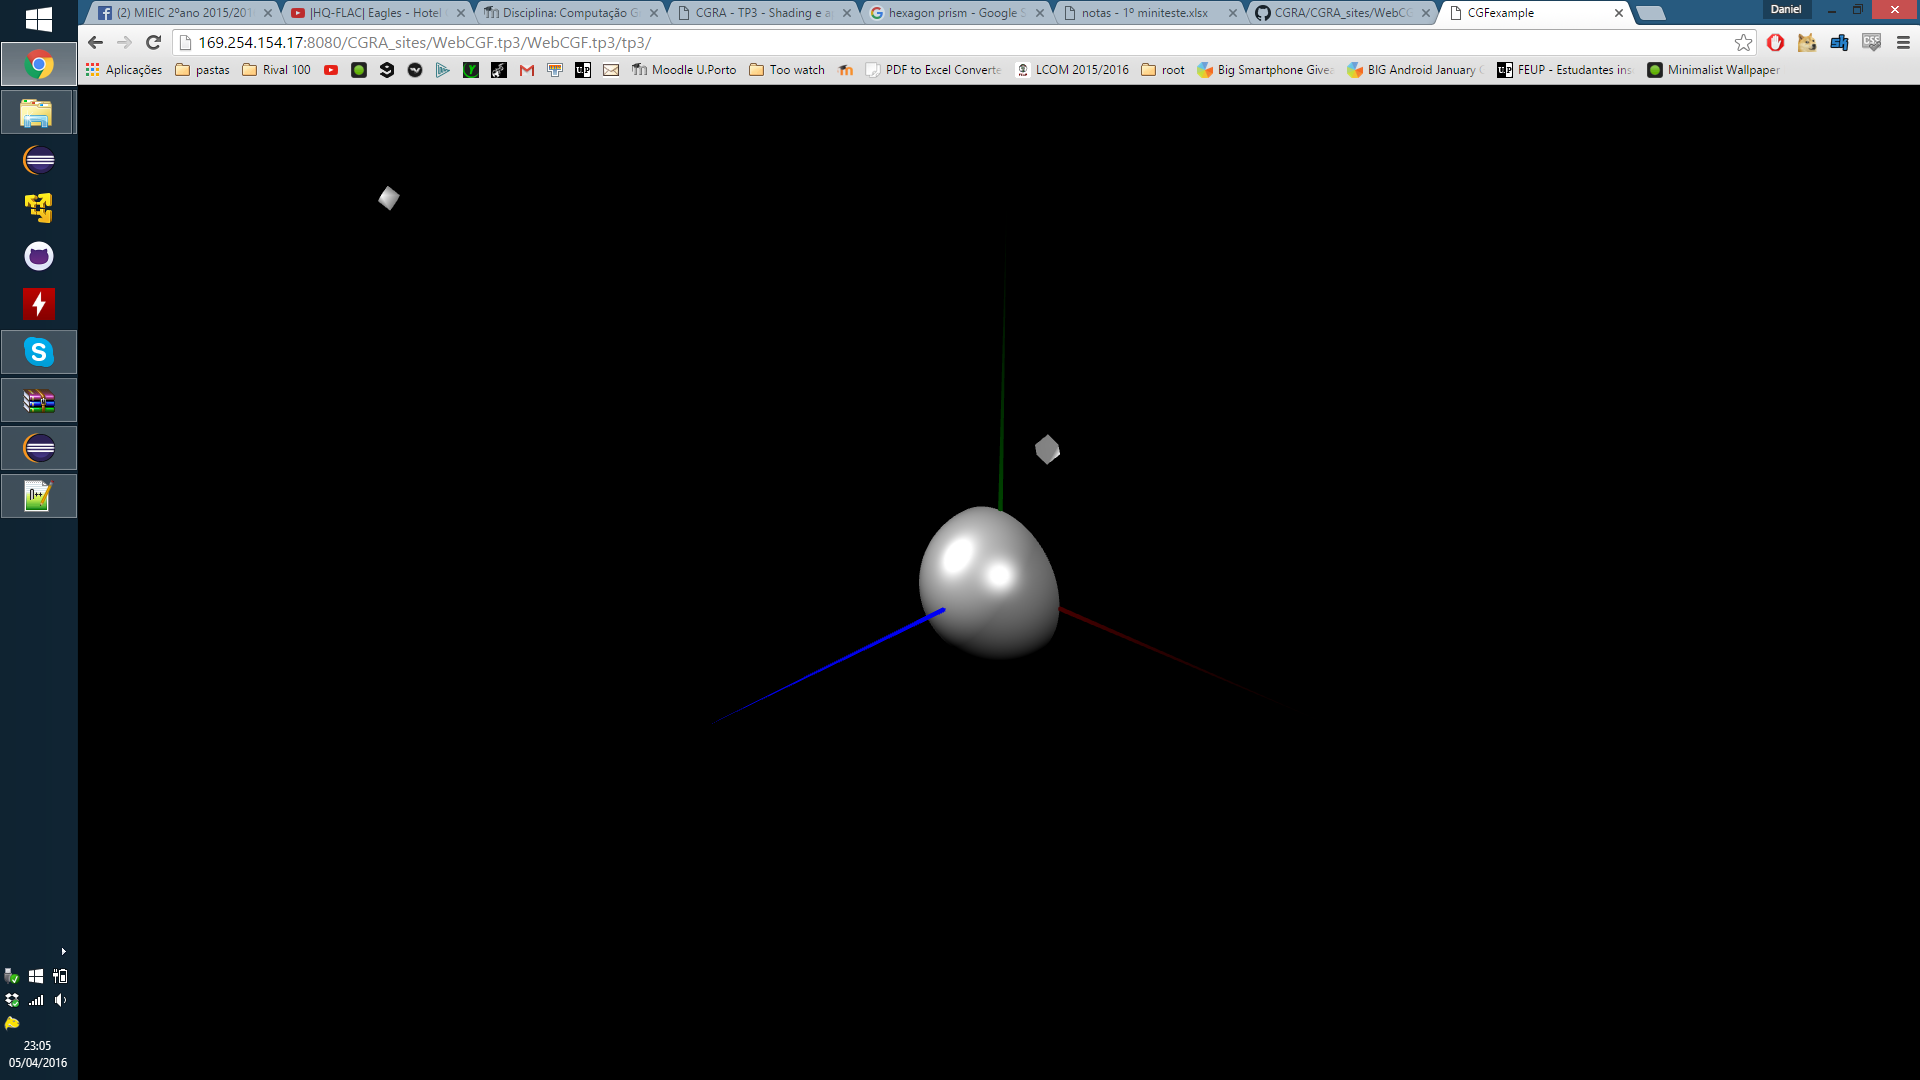 (2) MIEIC 2ºano 2015/201
|HQ-FLAC| Eagles - Hotel
Disciplina: Computação G
CGRA - TP3 - Shading e a
hexagon prism - Google S
notas - 1º miniteste.xlsx
CGRA/CGRA_sites/WebCG
CGFexample
Daniel
169.254.154.17:8080/CGRA_sites/WebCGF.tp3/WebCGF.tp3/tp3/
Aplicações
pastas
Rival 100
Moodle U.Porto
Too watch
PDF to Excel Converte
LCOM 2015/2016
root
Big Smartphone Givea
BIG Android January
FEUP - Estudantes ins
Minimalist Wallpaper
23:05
05/04/2016